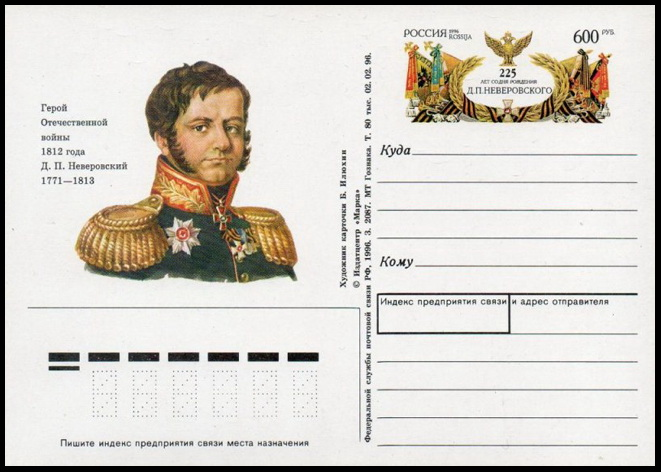 Герой
Отечественной
войны
1812 года
Д. П. Неверовский
1771—1813
Художник карточки Б. Илюхин
© Издатцентр «Марка»
Федеральной службы почтовой связи РФ, 1996. З. 2087. МТ Гознака. Т. 80 тыс. 02. 02. 96.
РОССИЯ 1996
ROSSIJA
600 РУБ.
225
ЛЕТ СО ДНЯ РОЖДЕНИЯ
Д.П.НЕВЕРОВСКОГО
Куда
Кому
Индекс предприятия связи и адрес отправителя
Пишите индекс предприятия связи места назначения